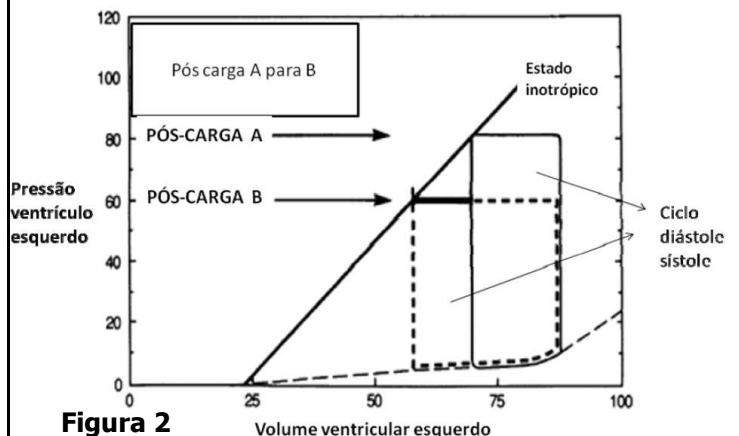 120
Pós carga A para B
Estado
inotrópico
100
80
PÓS-CARGA A
60
PÓS-CARGA B
Pressão
ventrículo
esquerdo
Ciclo
diástole
sístole
40
20
0
0
25
50
75
100
Figura 2
Volume ventricular esquerdo